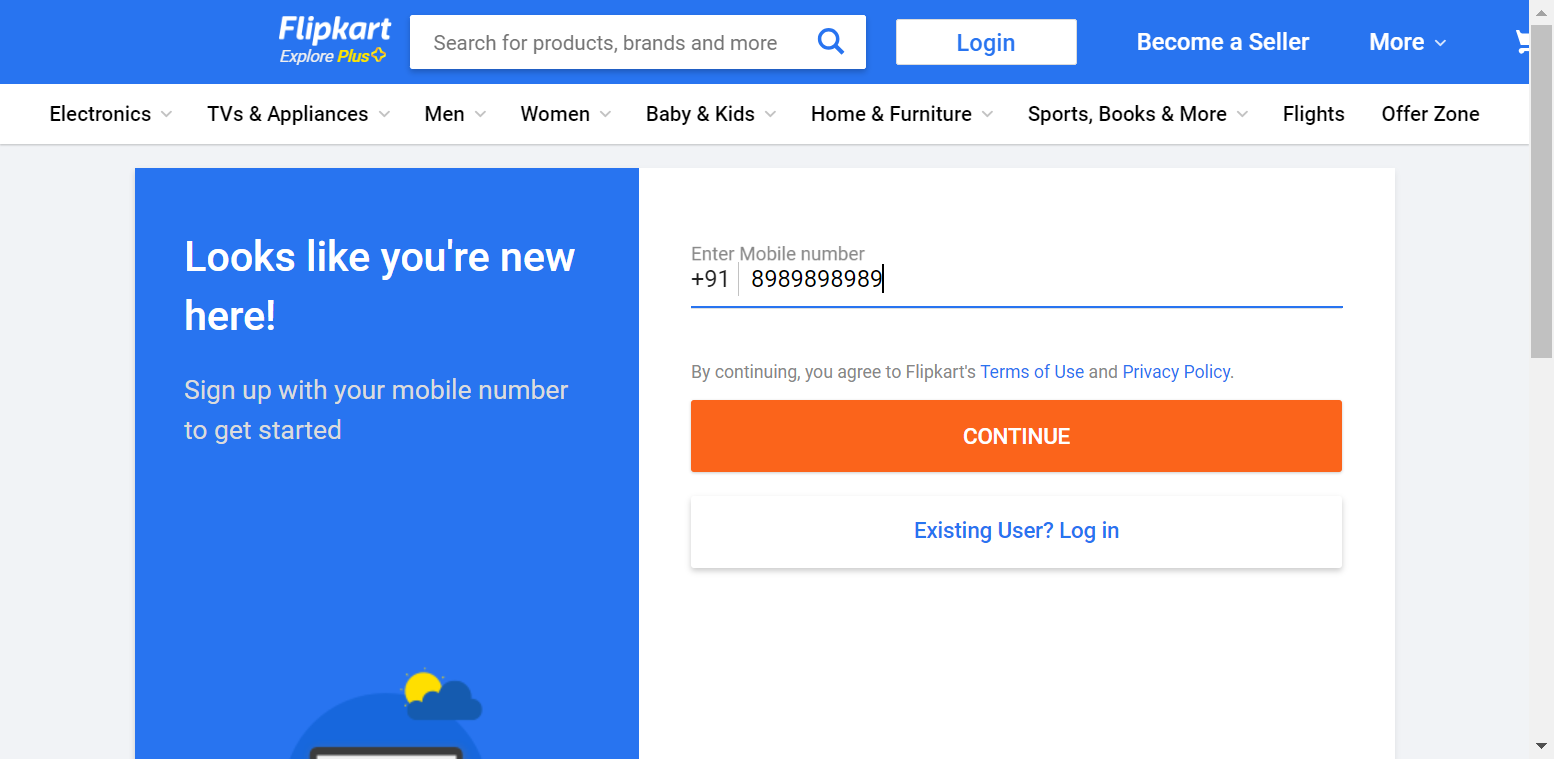 Flipkart
Explore Plus
Search for products, brands and more
Login
Become a Seller
More
Electronics
TVs & Appliances
Men
Women
Baby & Kids
Home & Furniture
Sports, Books & More
Flights
Offer Zone
Looks like you're new
here!
Sign up with your mobile number
to get started
Enter Mobile number
+91 8989898989
By continuing, you agree to Flipkart's Terms of Use and Privacy Policy.
CONTINUE
Existing User? Log in